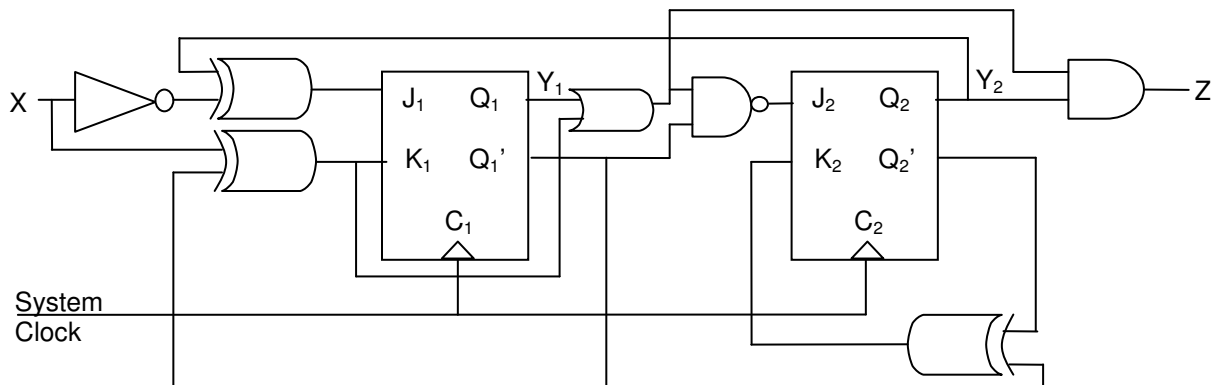 X
J₁ Q₁
K₁ Q₁'
C₁
Y₁
J₂ Q₂
K₂ Q₂'
C₂
Y₂
Z
System
Clock